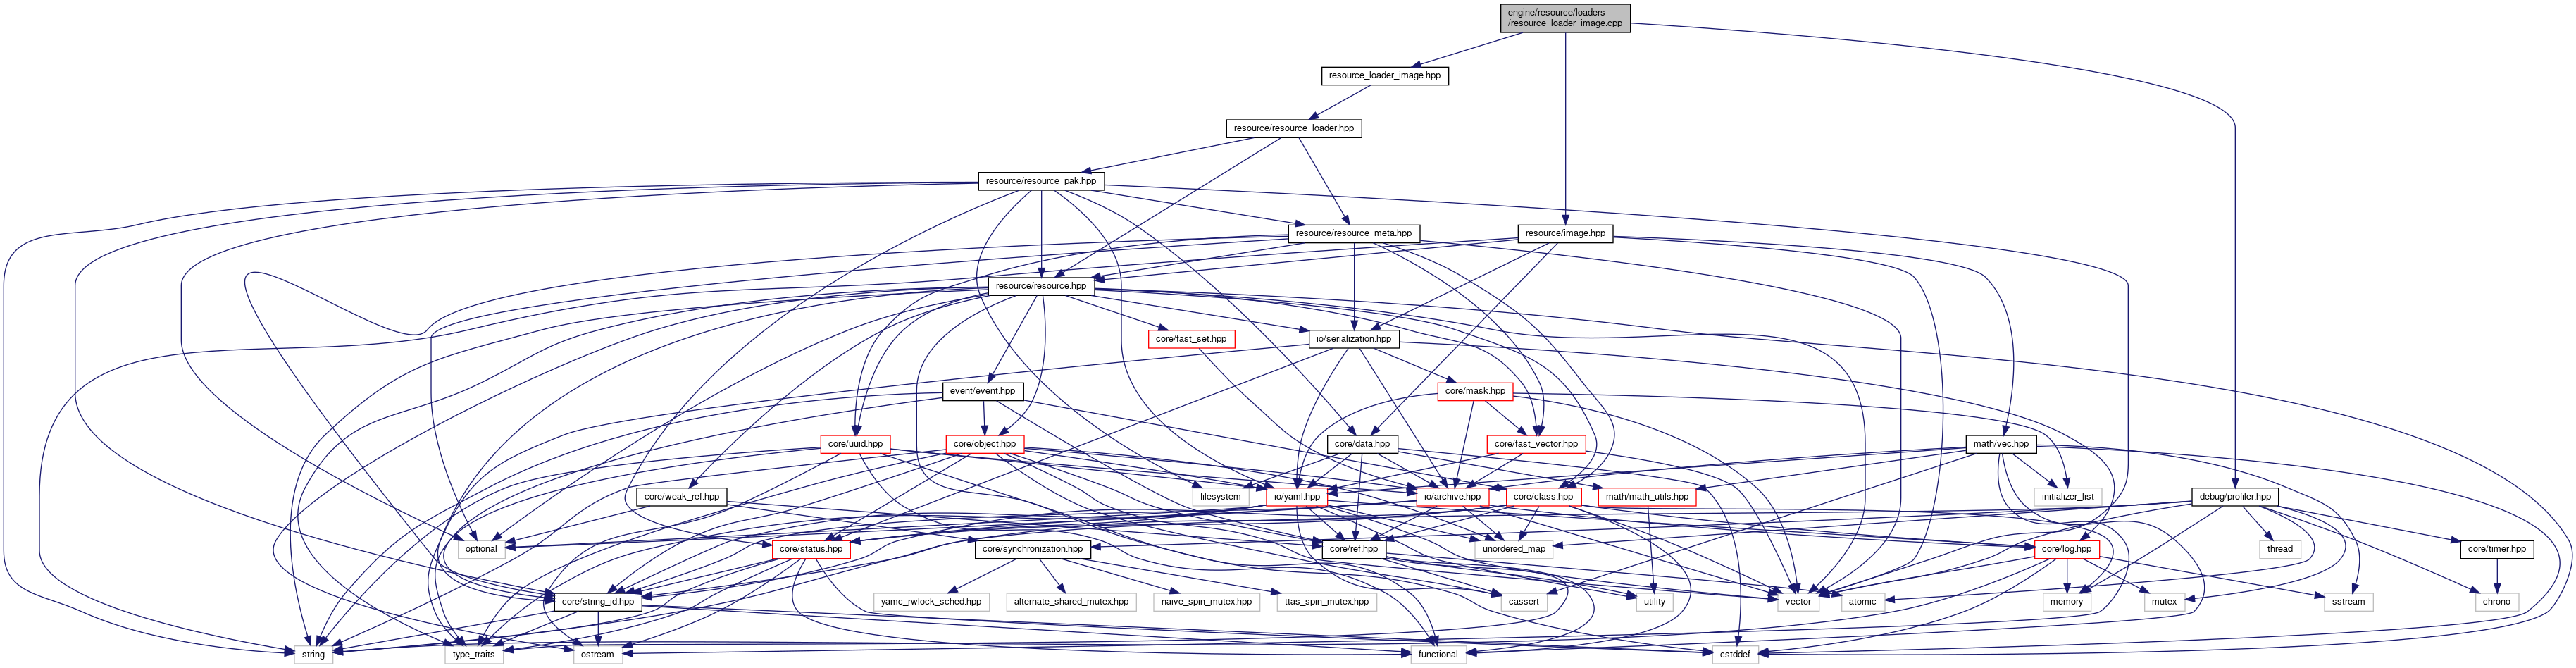 engine/resource/loaders
/resource_loader_image.cpp
resource_loader_image.hpp
resource/resource_loader.hpp
resource/resource_pak.hpp
resource/resource_meta.hpp
resource/image.hpp
resource/resource.hpp
core/fast_set.hpp
io/serialization.hpp
event/event.hpp
core/mask.hpp
core/uuid.hpp
core/object.hpp
core/data.hpp
core/fast_vector.hpp
math/vec.hpp
core/weak_ref.hpp
filesystem
io/yaml.hpp
io/archive.hpp
core/class.hpp
math/math_utils.hpp
initializer_list
debug/profiler.hpp
optional
core/status.hpp
core/synchronization.hpp
core/ref.hpp
unordered_map
core/log.hpp
thread
core/timer.hpp
core/string_id.hpp
yamc_rwlock_sched.hpp
alternate_shared_mutex.hpp
naive_spin_mutex.hpp
ttas_spin_mutex.hpp
cassert
utility
vector
atomic
memory
mutex
sstream
chrono
string
type_traits
ostream
functional
cstddef